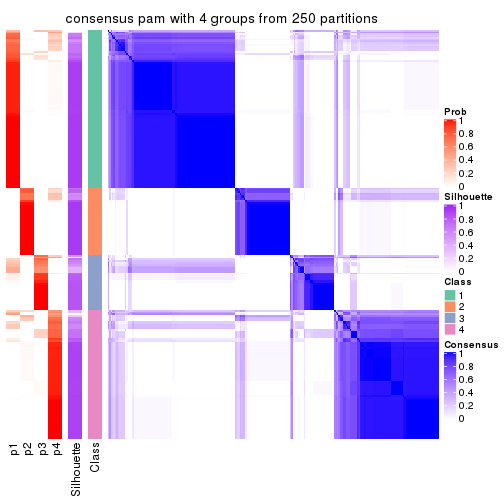 consensus pam with 4 groups from 250 partitions
Prob
1
0.8
0.6
0.4
0.2
0
Silhouette
1
0.8
0.6
0.4
0.2
0
Class
1
2
3
4
Consensus
1
0.8
0.6
0.4
0.2
0
p1
p2
p3
p4
Silhouette
Class